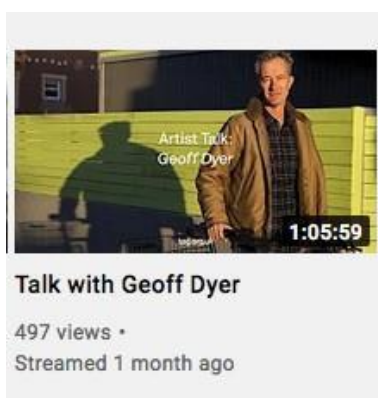 Artist Talk:
Geoff Dyer
1:05:59
Talk with Geoff Dyer
497 views •
Streamed 1 month ago